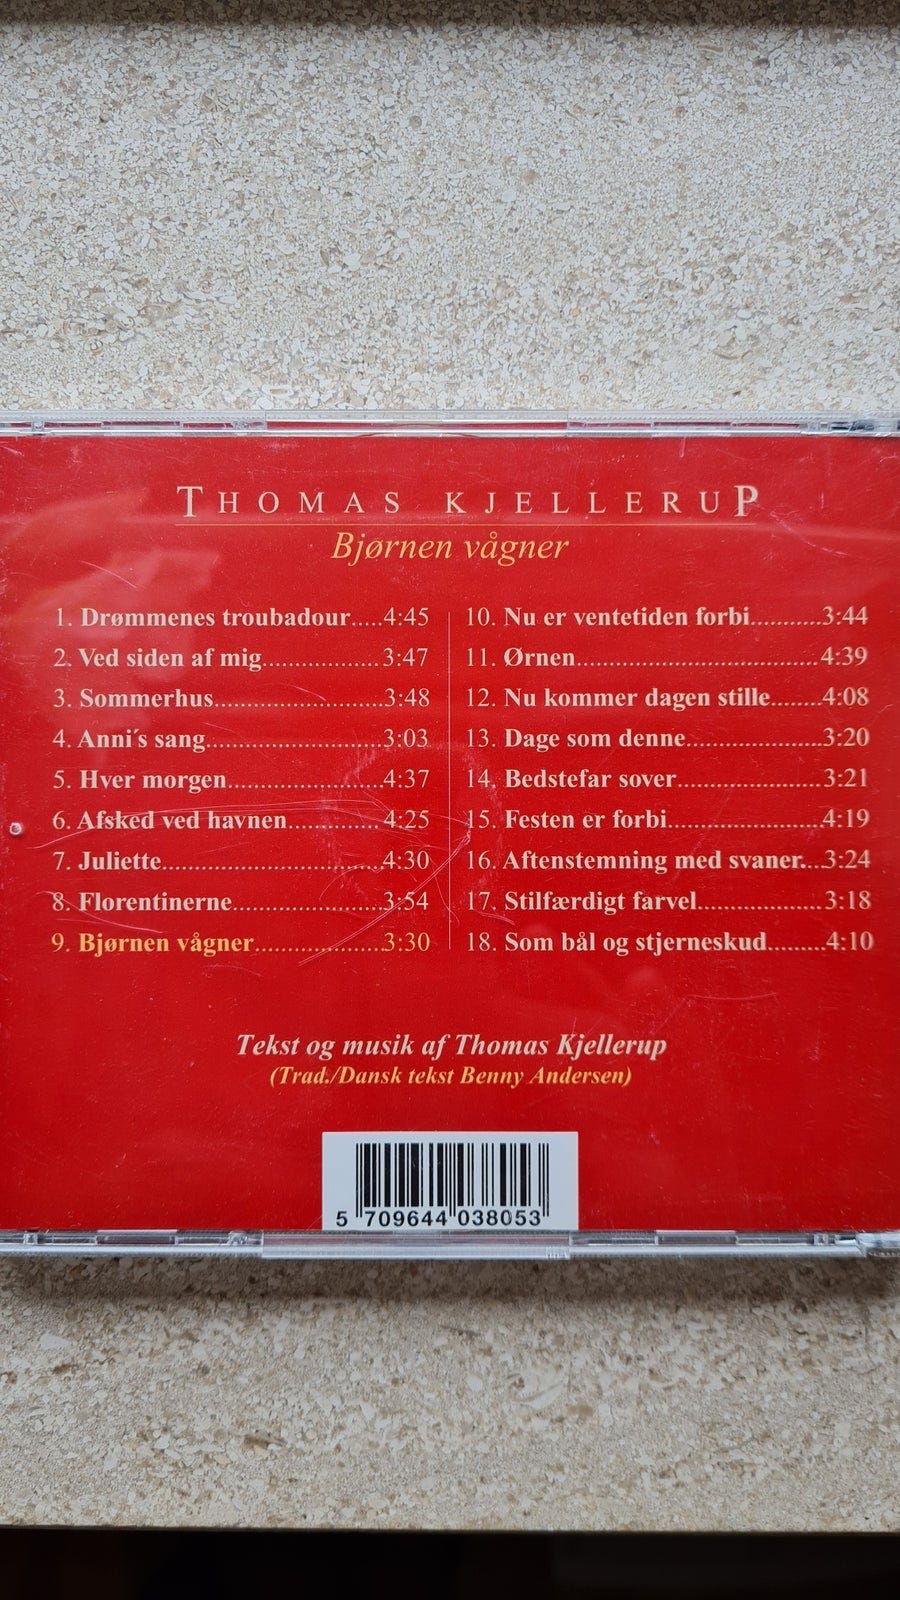 THOMAS KJELLERUP
Bjørnen vågner
1. Drømmenes troubadour.....4:45
2. Ved siden af mig..................3:47
3. Sommerhus..........................3:48
4. Anni´s sang...........................3:03
5. Hver morgen........................4:37
6. Afsked ved havnen..............4:25
7. Juliette.................................4:30
8. Florentinerne.......................3:54
9. Bjørnen vågner...................3:30
10. Nu er ventetiden forbi...........3:44
11. Ørnen.....................................4:39
12. Nu kommer dagen stille........4:08
13. Dage som denne.....................3:20
14. Bedstefar sover......................3:21
15. Festen er forbi........................4:19
16. Aftenstemning med svaner...3:24
17. Stilfærdigt farvel...................3:18
18. Som bål og stjerneskud.........4:10
Tekst og musik af Thomas Kjellerup
(Trad./Dansk tekst Benny Andersen)
5 709644 038053